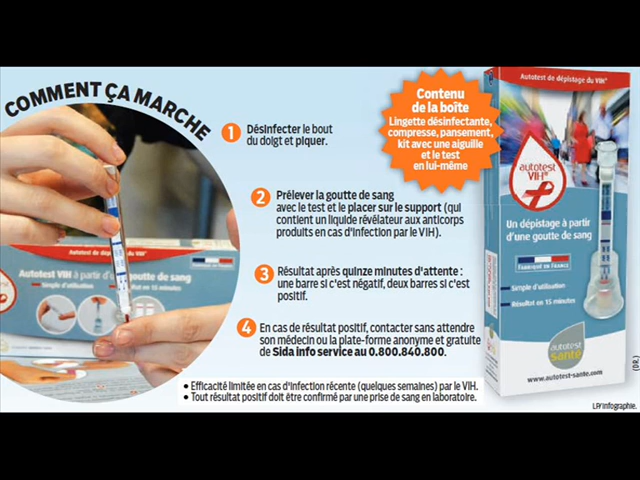 COMMENT ÇA MARCHE
1 Désinfecter le bout
du doigt et piquer.
2 Prélever la goutte de sang
avec le test et le placer sur le support (qui
contient un liquide révélateur aux anticorps
produits en cas d'infection par le VIH).
3 Résultat après quinze minutes d'attente :
une barre si c'est négatif, deux barres si c'est
positif.
4 En cas de résultat positif, contacter sans attendre
son médecin ou la plate-forme anonyme et gratuite
de Sida info service au 0.800.840.800.
• Efficacité limitée en cas d'infection récente (quelques semaines) par le VIH.
• Tout résultat positif doit être confirmé par une prise de sang en laboratoire.
Contenu
de la boîte
Lingette désinfectante,
compresse, pansement,
kit avec une aiguille
et le test
en lui-même
Autotest de dépistage du VIH*
autotest
VIH®
Un dépistage à partir
d'une goutte de sang
FABRIQUÉ EN FRANCE
Simple d'utilisation
Résultat en 15 minutes
autotest
Santé
www.autotest-sante.com
Autotest de dépistage du VIH*
Autotest VIH à partir d'une goutte de sang
FABRIQUÉ EN FRANCE
Simple d'utilisation
Résultat en 15 minutes
(DR.)
LP/Infographie.